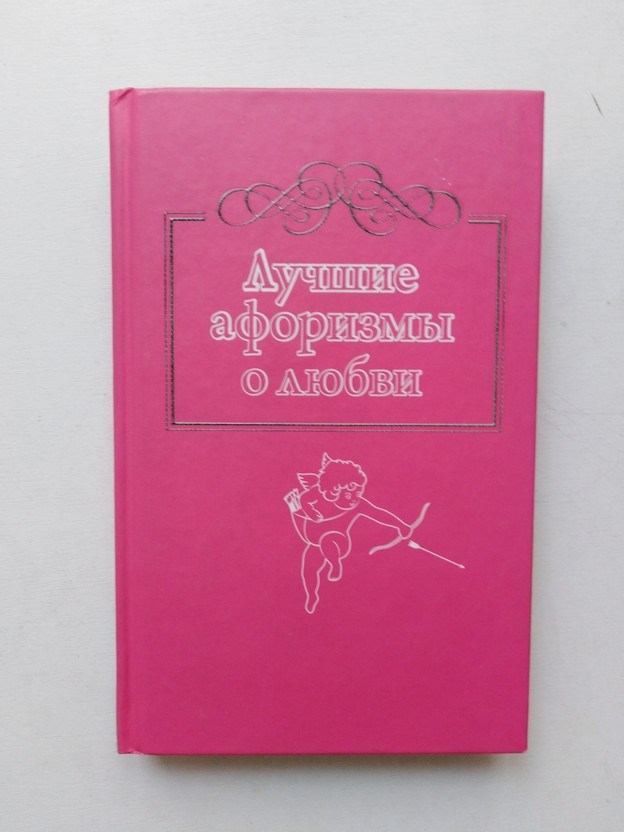 Лучшие
афоризмы
о любви